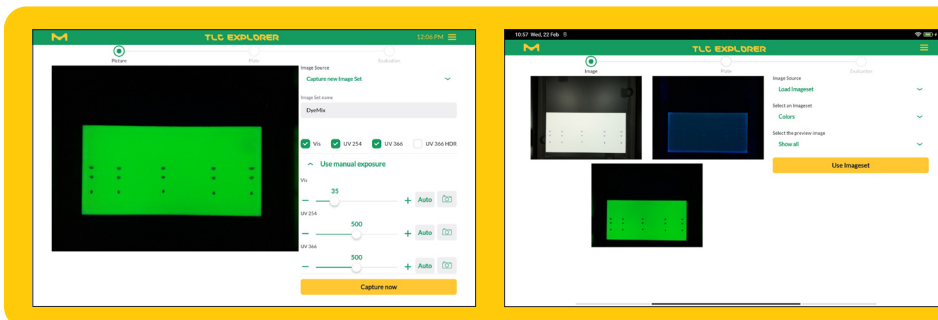 TLC EXPLORER
12:06 PM
Picture
Plate
Evaluation
Image Source
Capture new Image Set
Image Set name
DyeMix
Vis
UV 254
UV 366
UV 366 HDR
Use manual exposure
Vis
35
Auto
UV 254
500
Auto
UV 366
500
Auto
Capture now
10:57 Wed, 22 Feb
TLC EXPLORER
Image
Plate
Evaluation
Image Source
Load Imageset
Select an Imageset
Colors
Select the preview image
Show all
Use Imageset